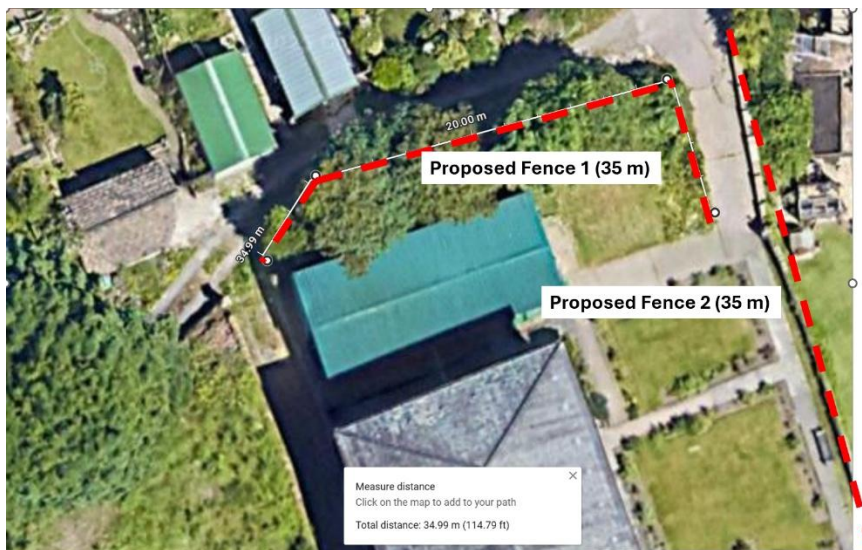 20.00 m
Proposed Fence 1 (35 m)
34.99 m
Proposed Fence 2 (35 m)
Measure distance
Click on the map to add to your path
Total distance: 34.99 m (114.79 ft)